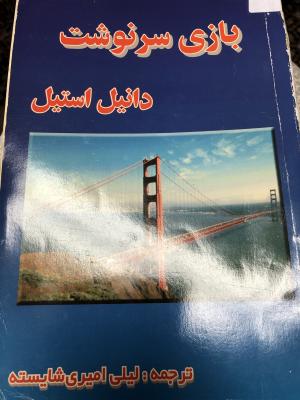 بازی سرنوشت
دانیل استیل
ترجمه : لیلی امیری شایسته